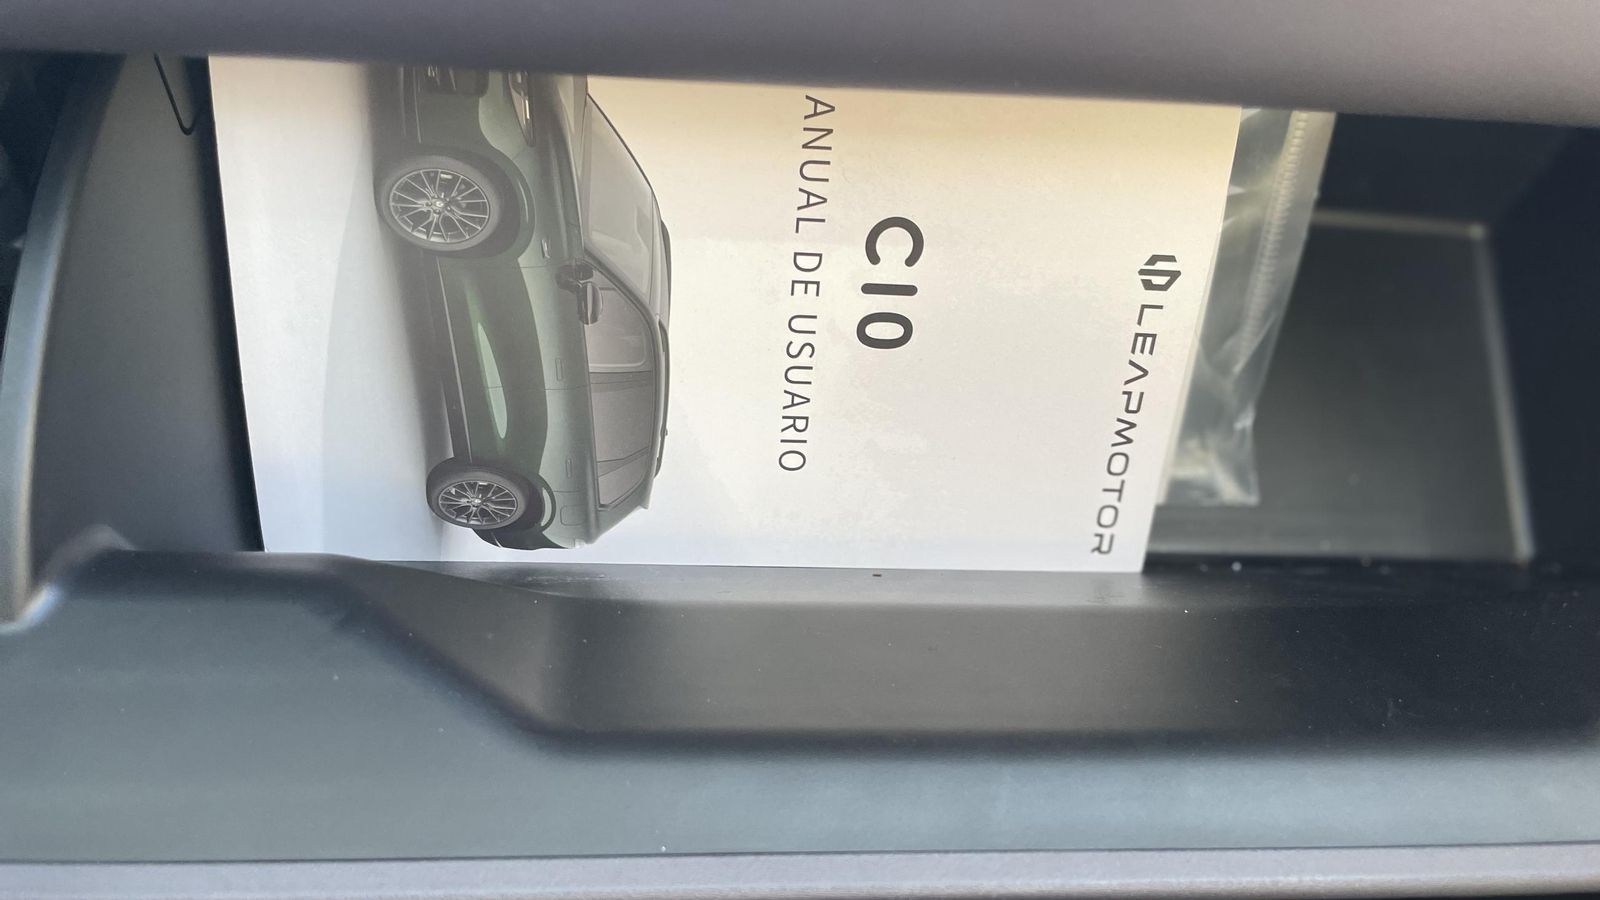 LEAPMOTOR
C10
ANUAL DE USUARIO